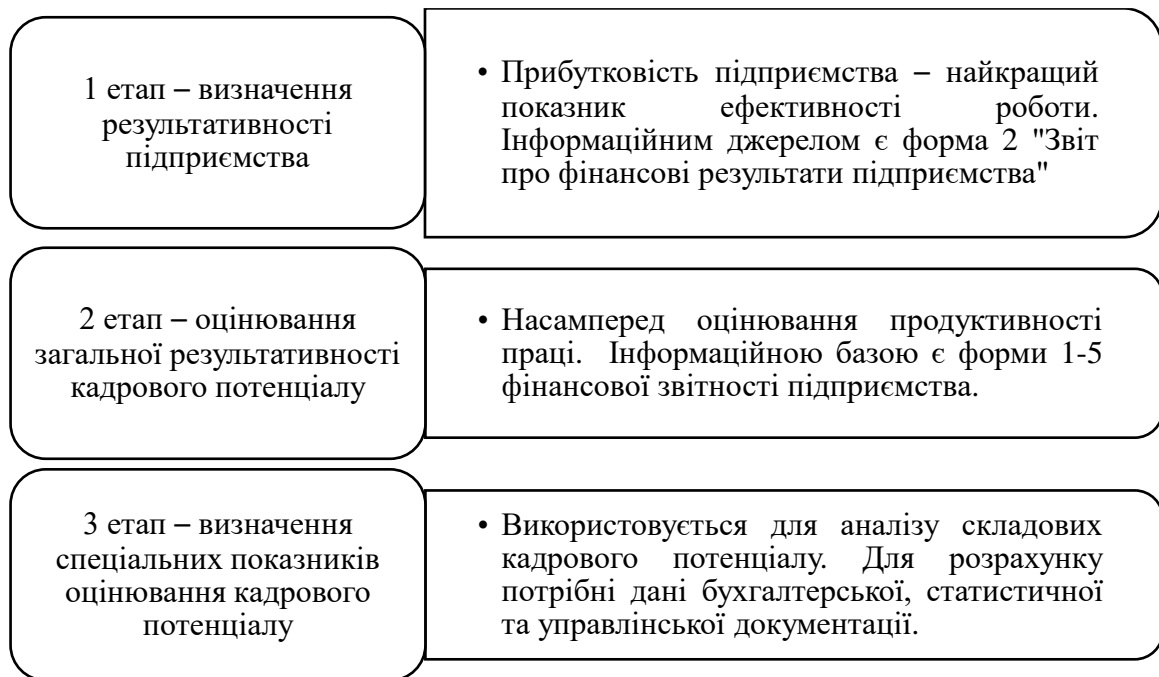 1 етап – визначення
результативності
підприємства
• Прибутковість підприємства – найкращий
показник ефективності роботи.
Інформаційним джерелом є форма 2 "Звіт
про фінансові результати підприємства"
2 етап – оцінювання
загальної результативності
кадрового потенціалу
• Насамперед оцінювання продуктивності
праці. Інформаційною базою є форми 1-5
фінансової звітності підприємства.
3 етап – визначення
спеціальних показників
оцінювання кадрового
потенціалу
• Використовується для аналізу складових
кадрового потенціалу. Для розрахунку
потрібні дані бухгалтерської, статистичної
та управлінської документації.